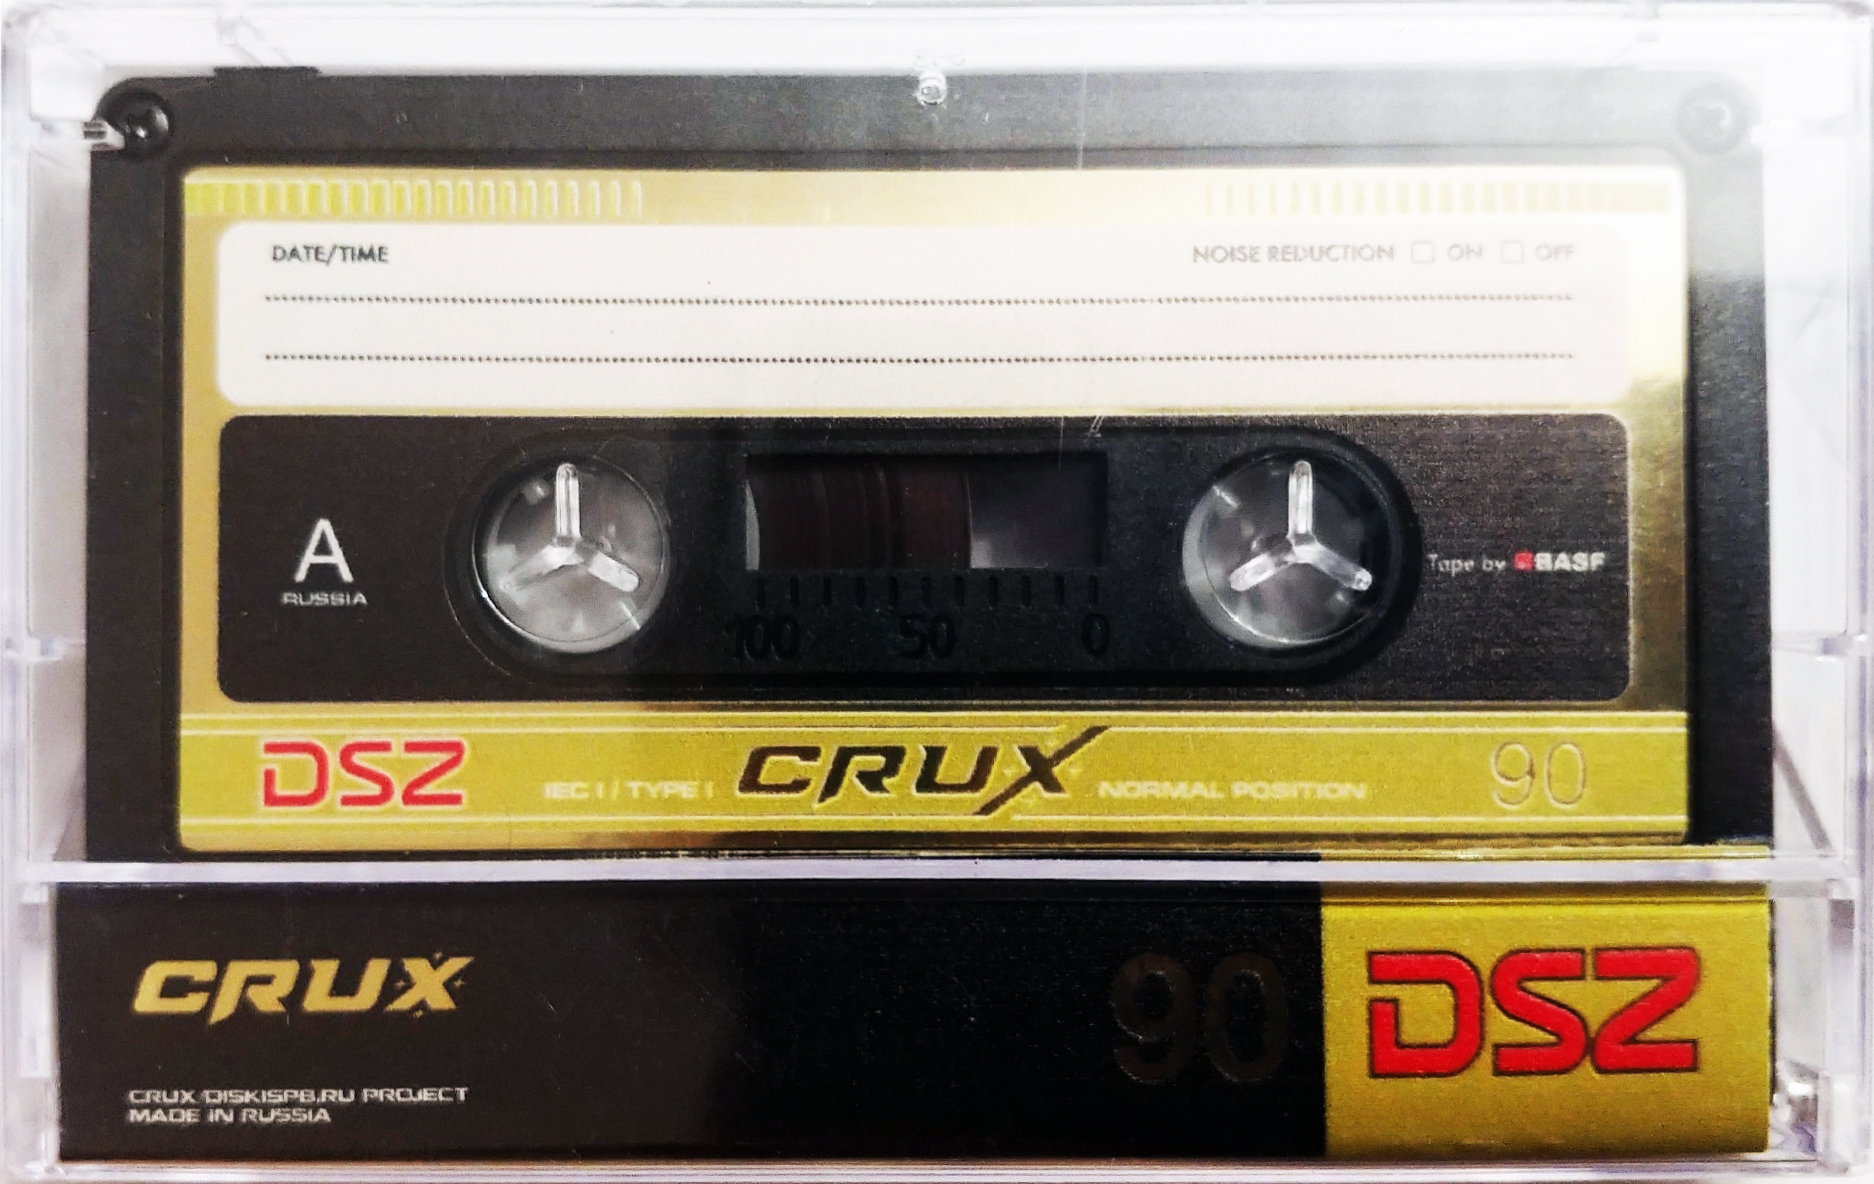 DATE/TIME
NOISE REDUCTION ON OFF
A
RUSSIA
100 50 0
Tape by BASF
DSZ
IEC I / TYPE I
CRUX
NORMAL POSITION
90
CRUX
90
DSZ
CRUX/DISKISPB.RU PROJECT
MADE IN RUSSIA